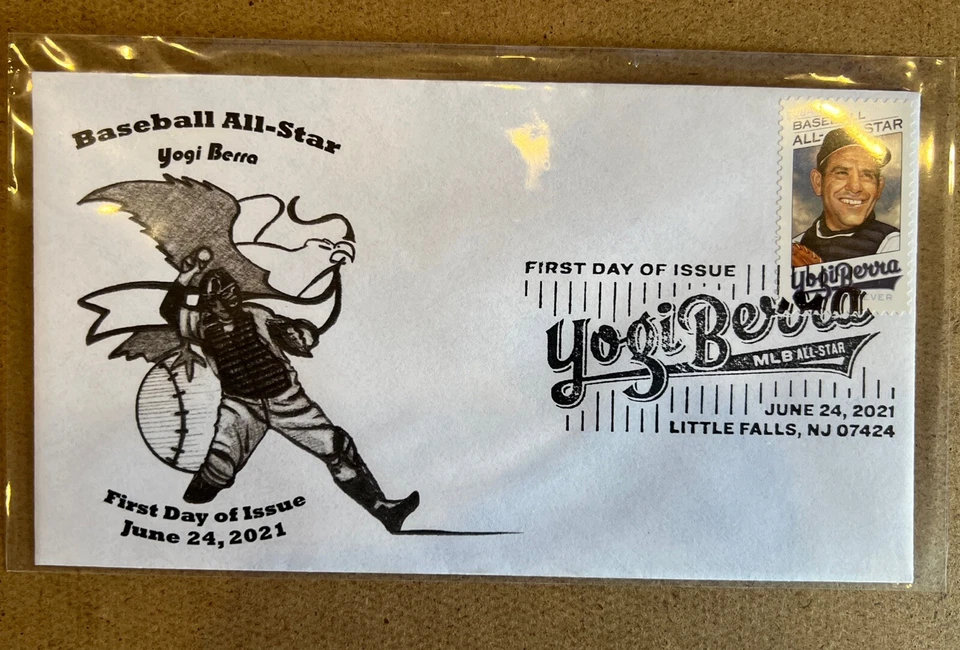 Baseball All-Star
Yogi Berra
First Day of Issue
June 24, 2021
BASEBALL
ALL-STAR
Yogi Berra
FOREVER
FIRST DAY OF ISSUE
Yogi Berra
MLB ALL-STAR
JUNE 24, 2021
LITTLE FALLS, NJ 07424